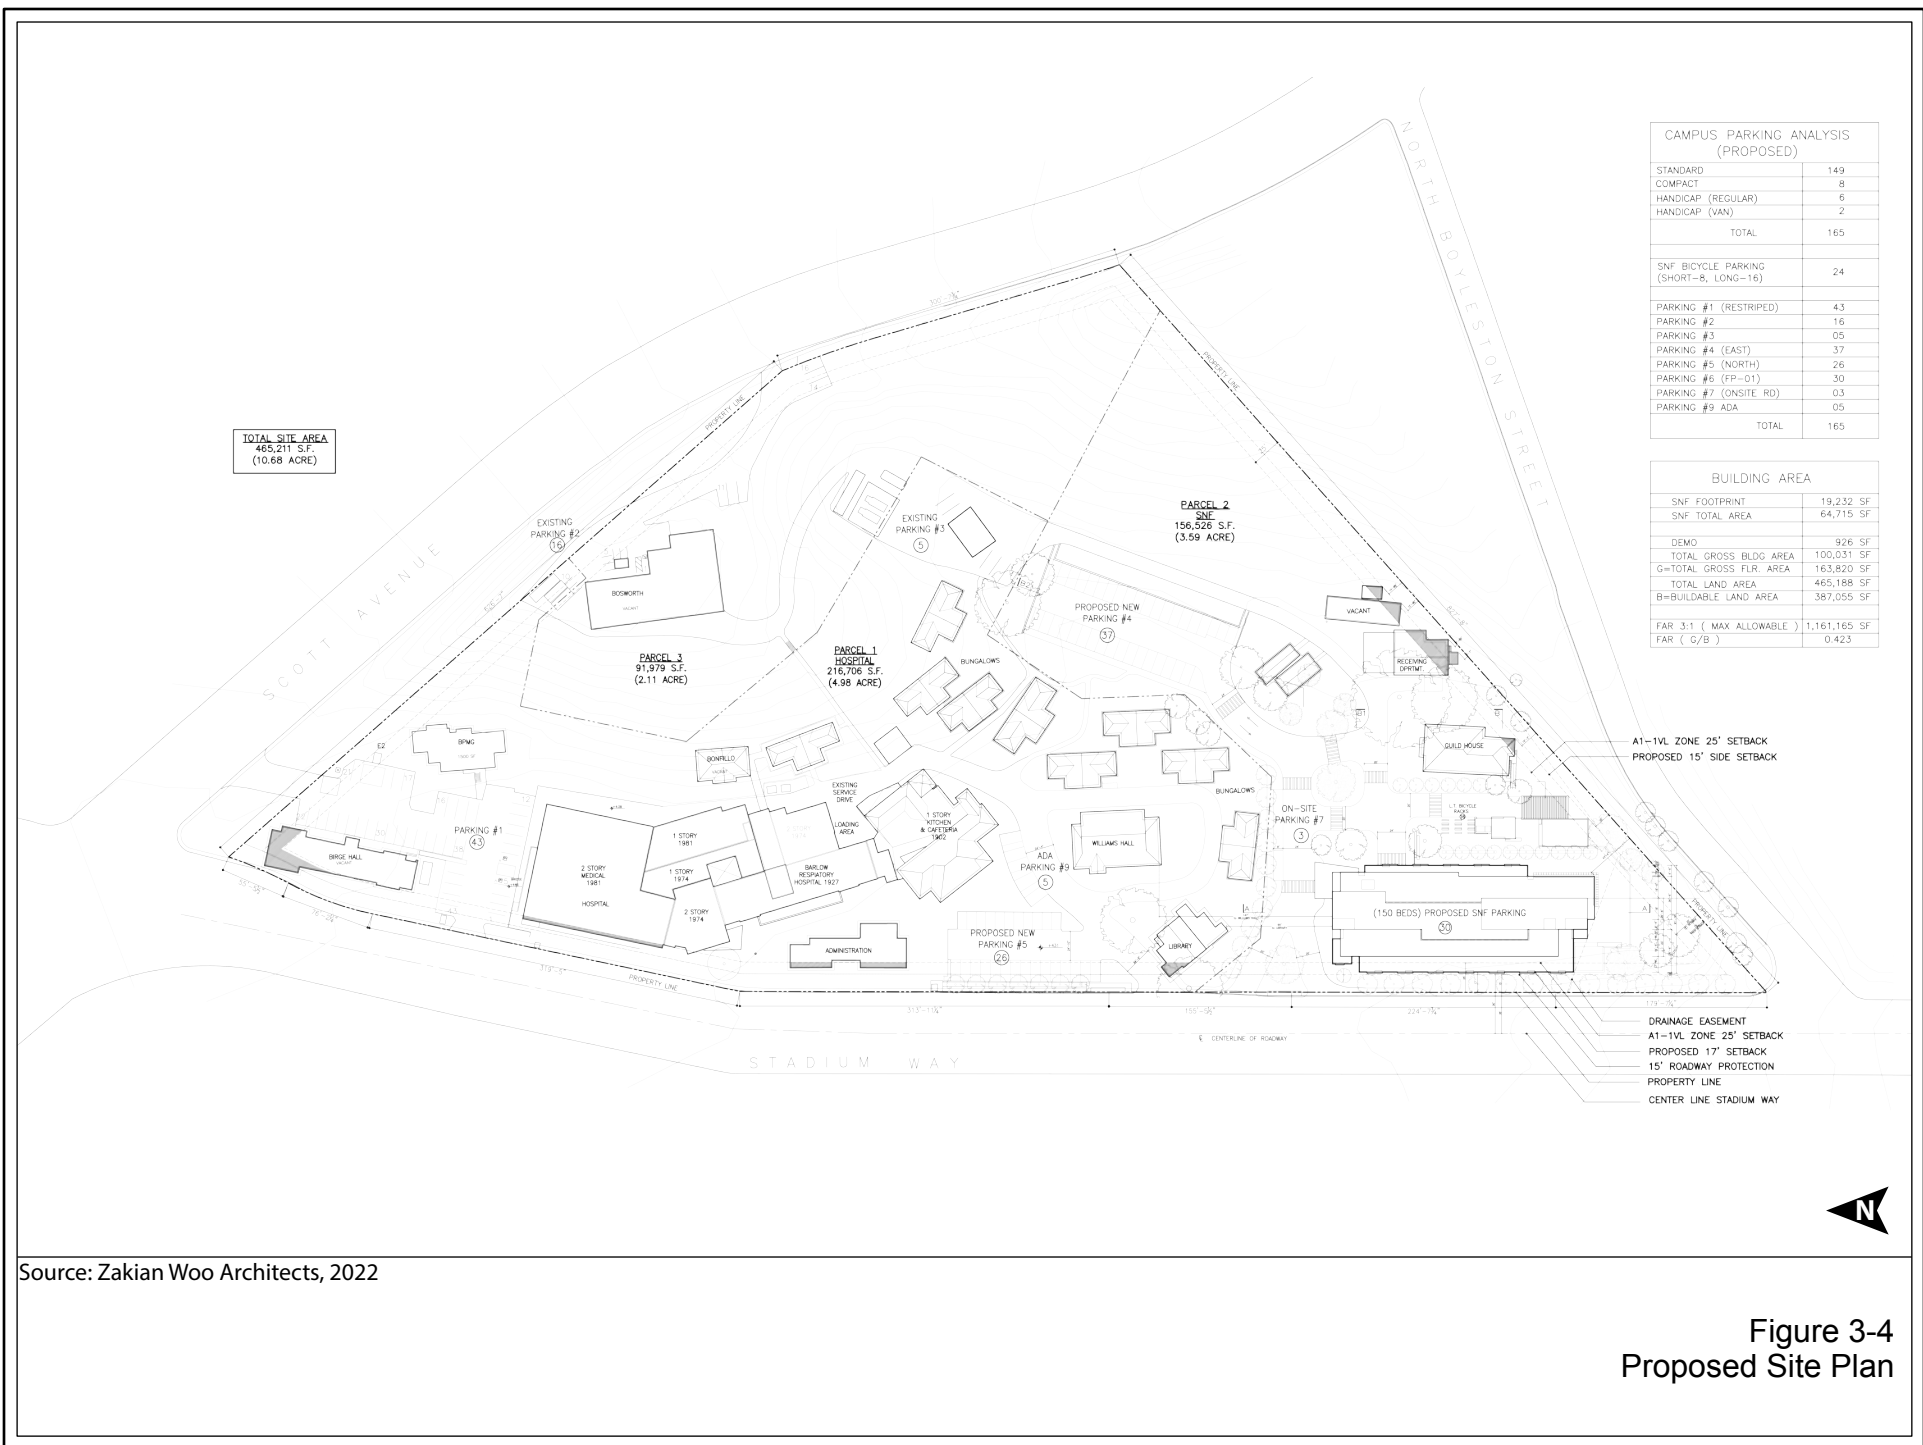 NORTH BOYLESTON STREET
SCOTT AVENUE
STADIUM WAY
TOTAL SITE AREA
465,211 S.F.
(10.68 ACRE)
CAMPUS PARKING ANALYSIS
(PROPOSED)
STANDARD 149
COMPACT 8
HANDICAP (REGULAR) 6
HANDICAP (VAN) 2
TOTAL 165
SNF BICYCLE PARKING
(SHORT-8, LONG-16) 24
PARKING #1 (RESTRIPED) 43
PARKING #2 16
PARKING #3 05
PARKING #4 (EAST) 37
PARKING #5 (NORTH) 26
PARKING #6 (FP-01) 30
PARKING #7 (ONSITE RD) 03
PARKING #9 ADA 05
TOTAL 165
BUILDING AREA
SNF FOOTPRINT 19,232 SF
SNF TOTAL AREA 64,715 SF
DEMO 926 SF
TOTAL GROSS BLDG AREA 100,031 SF
G=TOTAL GROSS FLR. AREA 163,820 SF
TOTAL LAND AREA 465,188 SF
B=BUILDABLE LAND AREA 387,055 SF
FAR 3:1 ( MAX ALLOWABLE ) 1,161,165 SF
FAR ( G/B ) 0.423
PROPERTY LINE
PROPERTY LINE
EXISTING
PARKING #2
16
EXISTING
PARKING #3
5
PARCEL 2
SNF
156,526 S.F.
(3.59 ACRE)
BOSWORTH
VACANT
PROPOSED NEW
PARKING #4
37
VACANT
RECEIVING
DPRTMT.
PARCEL 3
91,979 S.F.
(2.11 ACRE)
PARCEL 1
HOSPITAL
216,706 S.F.
(4.98 ACRE)
BUNGALOWS
E2
BPMG
BONFILLO
VACANT
GUILD HOUSE
A1-1VL ZONE 25' SETBACK
PROPOSED 15' SIDE SETBACK
EXISTING
SERVICE
DRIVE
LOADING
AREA
BUNGALOWS
L.T. BICYCLE
RACKS
ON-SITE
PARKING #7
3
PARKING #1
43
1 STORY
1981
1 STORY
KITCHEN
& CAFETERIA
1902
WILLIAMS HALL
BIRGE HALL
VACANT
2 STORY
MEDICAL
1981
HOSPITAL
1 STORY
1974
2 STORY
1974
BARLOW
RESPIATORY
HOSPITAL 1927
ADA
PARKING #9
5
(150 BEDS) PROPOSED SNF PARKING
30
A
A
ADMINISTRATION
PROPOSED NEW
PARKING #5
26
LIBRARY
PROPERTY LINE
PROPERTY LINE
CENTERLINE OF ROADWAY
DRAINAGE EASEMENT
A1-1VL ZONE 25' SETBACK
PROPOSED 17' SETBACK
15' ROADWAY PROTECTION
PROPERTY LINE
CENTER LINE STADIUM WAY
N
Source: Zakian Woo Architects, 2022
Figure 3-4
Proposed Site Plan